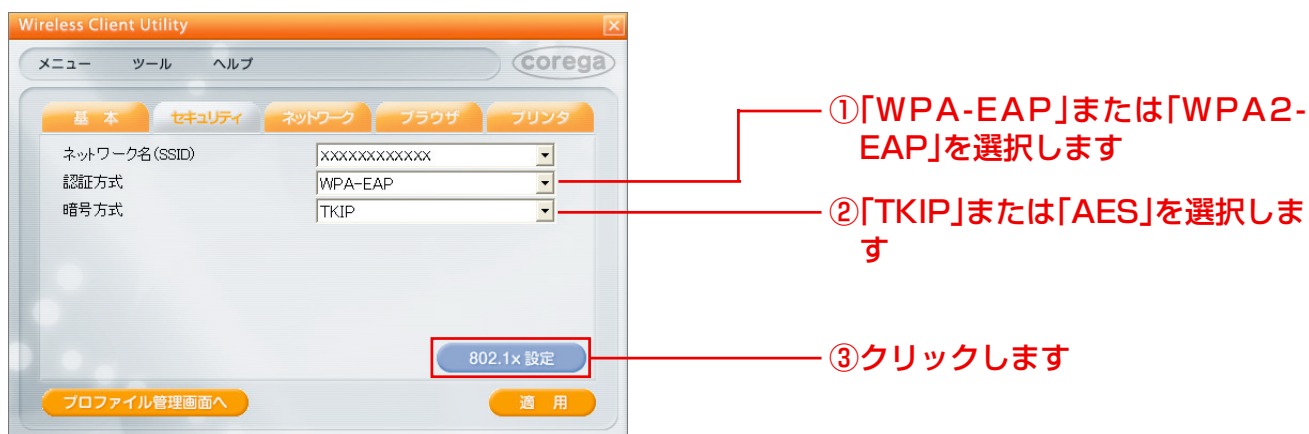 Wireless Client Utility
メニュー ツール ヘルプ corega
基 本 セキュリティ ネットワーク ブラウザ プリンタ
ネットワーク名(SSID) xxxxxxxxxxxx
認証方式 WPA-EAP
暗号方式 TKIP
802.1x 設定
プロファイル管理画面へ 適 用
①「WPA-EAP」または「WPA2-
EAP」を選択します
②「TKIP」または「AES」を選択しま
す
③クリックします